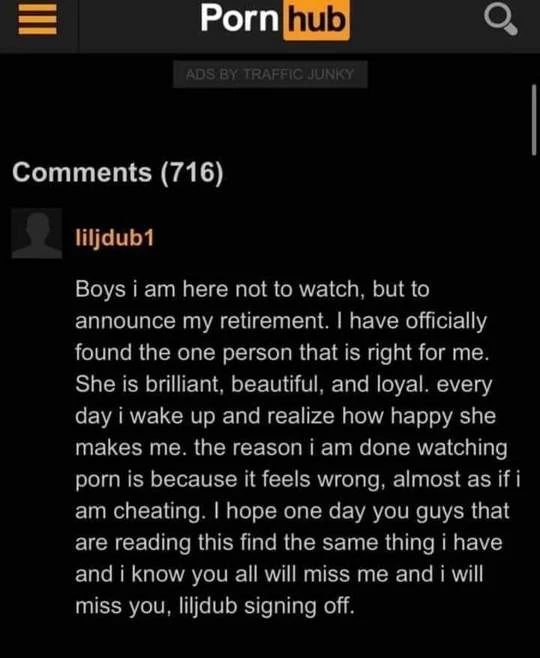 Porn hub
ADS BY TRAFFIC JUNKY
Comments (716)
liljdub1
Boys i am here not to watch, but to
announce my retirement. I have officially
found the one person that is right for me.
She is brilliant, beautiful, and loyal. every
day i wake up and realize how happy she
makes me. the reason i am done watching
porn is because it feels wrong, almost as if i
am cheating. I hope one day you guys that
are reading this find the same thing i have
and i know you all will miss me and i will
miss you, liljdub signing off.